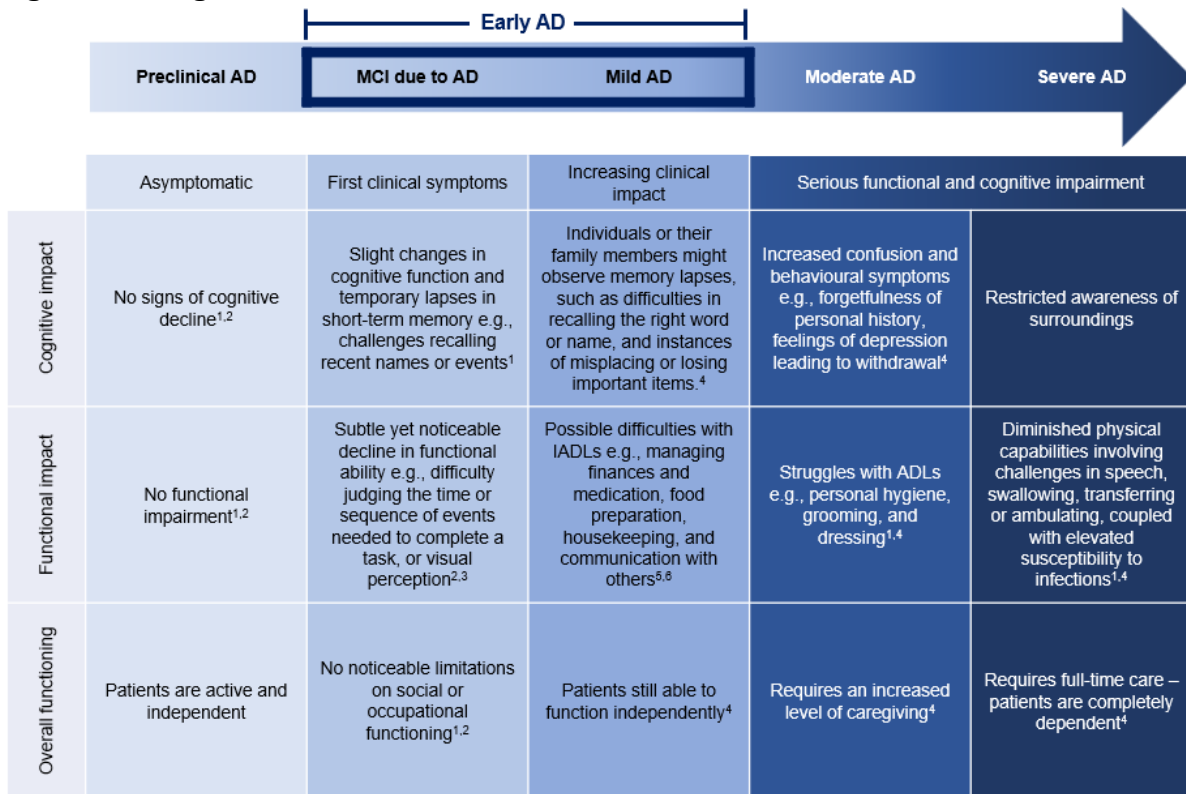 Early AD
Preclinical AD
MCI due to AD
Mild AD
Moderate AD
Severe AD
Asymptomatic
First clinical symptoms
Increasing clinical
impact
Serious functional and cognitive impairment
Cognitive impact
No signs of cognitive
decline1,2
Slight changes in
cognitive function and
temporary lapses in
short-term memory e.g.,
challenges recalling
recent names or events1
Individuals or their
family members might
observe memory lapses,
such as difficulties in
recalling the right word
or name, and instances
of misplacing or losing
important items.4
Increased confusion and
behavioural symptoms
e.g., forgetfulness of
personal history,
feelings of depression
leading to withdrawal4
Restricted awareness of
surroundings
Functional impact
No functional
impairment1,2
Subtle yet noticeable
decline in functional
ability e.g., difficulty
judging the time or
sequence of events
needed to complete a
task, or visual
perception2,3
Possible difficulties with
IADLs e.g., managing
finances and
medication, food
preparation,
housekeeping, and
communication with
others5,6
Struggles with ADLs
e.g., personal hygiene,
grooming, and
dressing1,4
Diminished physical
capabilities involving
challenges in speech,
swallowing, transferring
or ambulating, coupled
with elevated
susceptibility to
infections1,4
Overall functioning
Patients are active and
independent
No noticeable limitations
on social or
occupational
functioning1,2
Patients still able to
function independently4
Requires an increased
level of caregiving4
Requires full-time care –
patients are completely
dependent4